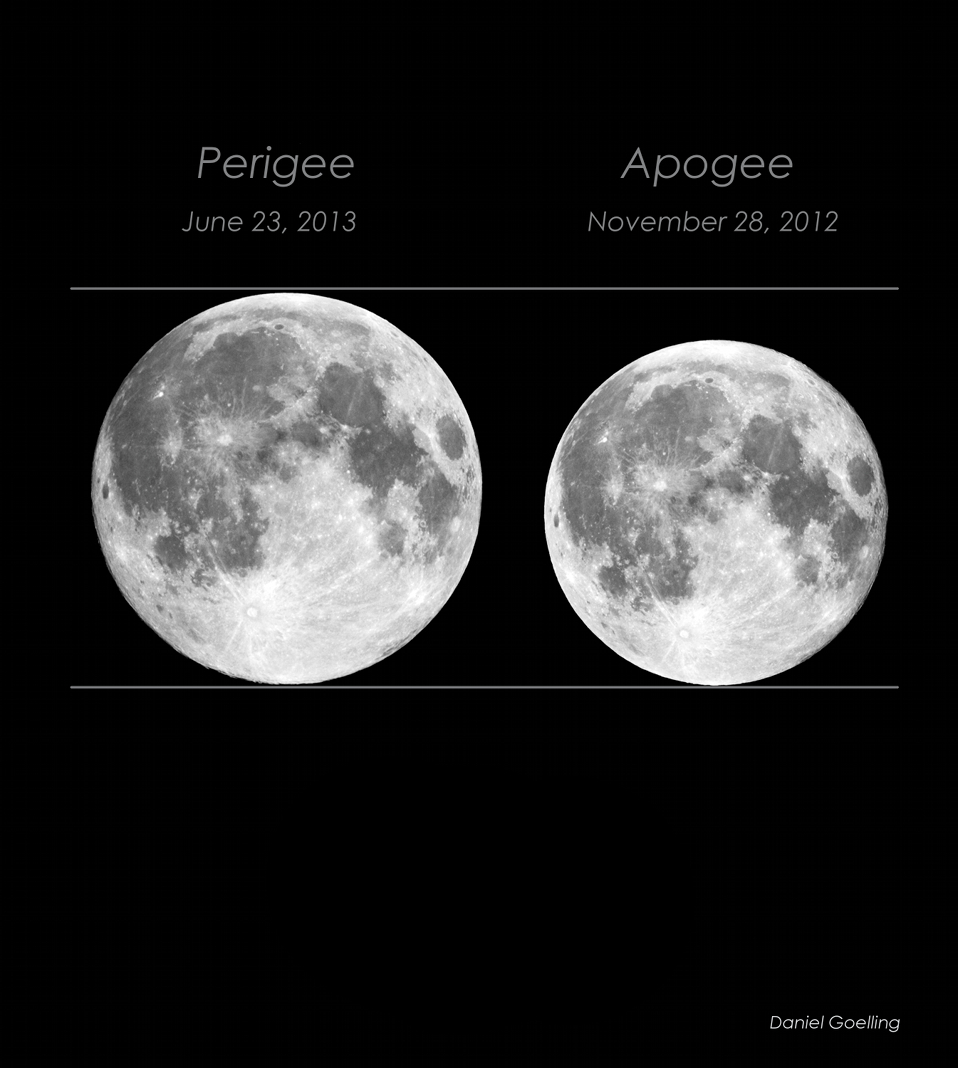 Perigee
June 23, 2013
Apogee
November 28, 2012
Daniel Goelling